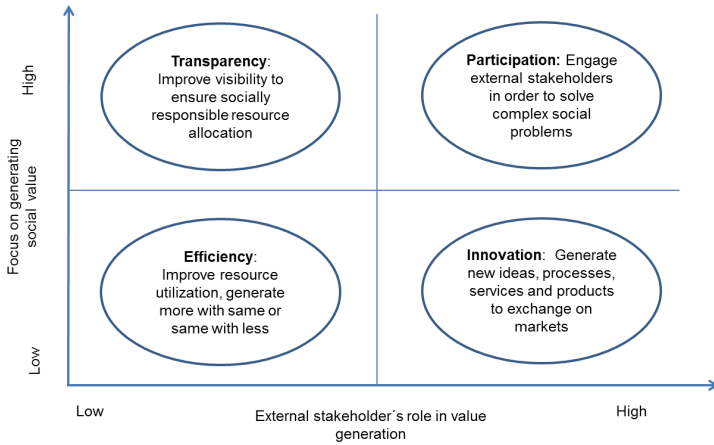 High
Focus on generating
social value
Low
Transparency:
Improve visibility to
ensure socially
responsible resource
allocation
Participation: Engage
external stakeholders
in order to solve
complex social
problems
Efficiency:
Improve resource
utilization, generate
more with same or
same with less
Innovation: Generate
new ideas, processes,
services and products
to exchange on
markets
Low
External stakeholder´s role in value
generation
High